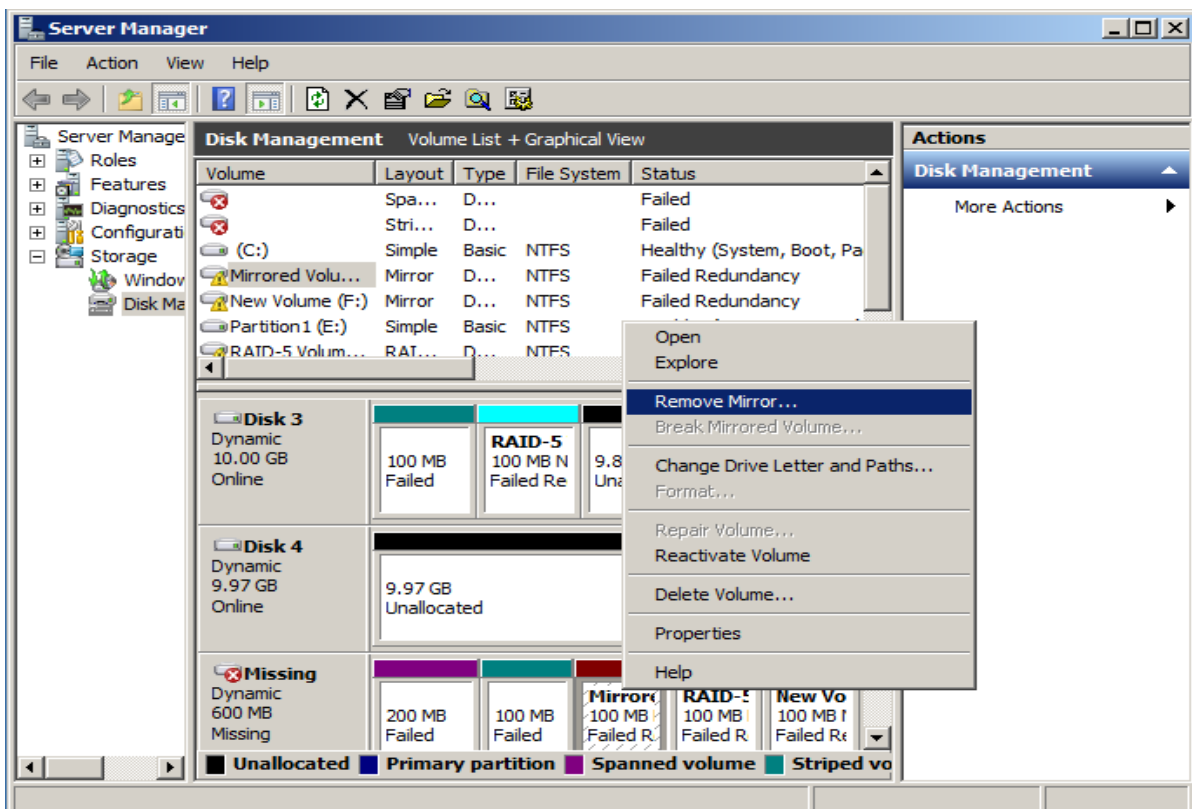 Server Manager
File Action View Help
Server Manage
Roles
Features
Diagnostics
Configurati
Storage
Window
Disk Ma
Disk Management Volume List + Graphical View
Volume Layout Type File System Status
Spa... D... Failed
Stri... D... Failed
(C:) Simple Basic NTFS Healthy (System, Boot, Pa
Mirrored Volu... Mirror D... NTFS Failed Redundancy
New Volume (F:) Mirror D... NTFS Failed Redundancy
Partition1 (E:) Simple Basic NTFS
RAID-5 Volum... RAI... D... NTFS
Disk 3
Dynamic
10.00 GB
Online
100 MB
Failed
RAID-5
100 MB N
Failed Re
9.8
Una
Disk 4
Dynamic
9.97 GB
Online
9.97 GB
Unallocated
Missing
Dynamic
600 MB
Missing
200 MB
Failed
100 MB
Failed
Mirror
100 MB
Failed R
RAID-5
100 MB
Failed R
New Vo
100 MB
Failed Re
Unallocated Primary partition Spanned volume Striped vo
Open
Explore
Remove Mirror...
Break Mirrored Volume...
Change Drive Letter and Paths...
Format...
Repair Volume...
Reactivate Volume
Delete Volume...
Properties
Help
Actions
Disk Management
More Actions